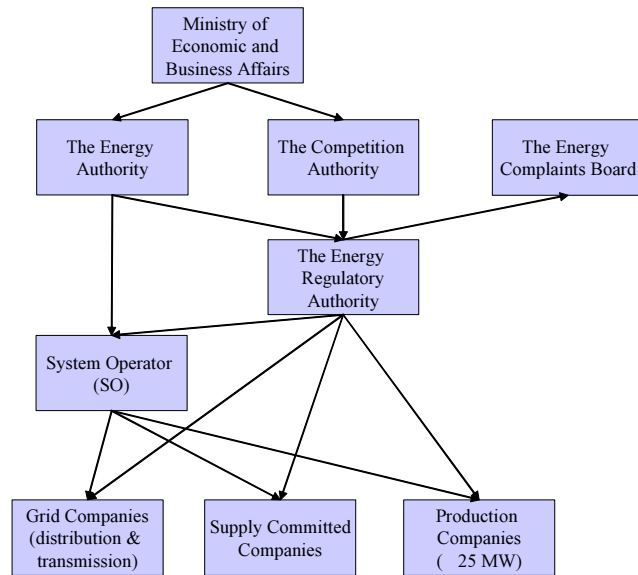 Ministry of
Economic and
Business Affairs
The Energy
Authority
The Competition
Authority
The Energy
Complaints Board
The Energy
Regulatory
Authority
System Operator
(SO)
Grid Companies
(distribution &
transmission)
Supply Committed
Companies
Production
Companies
( 25 MW)